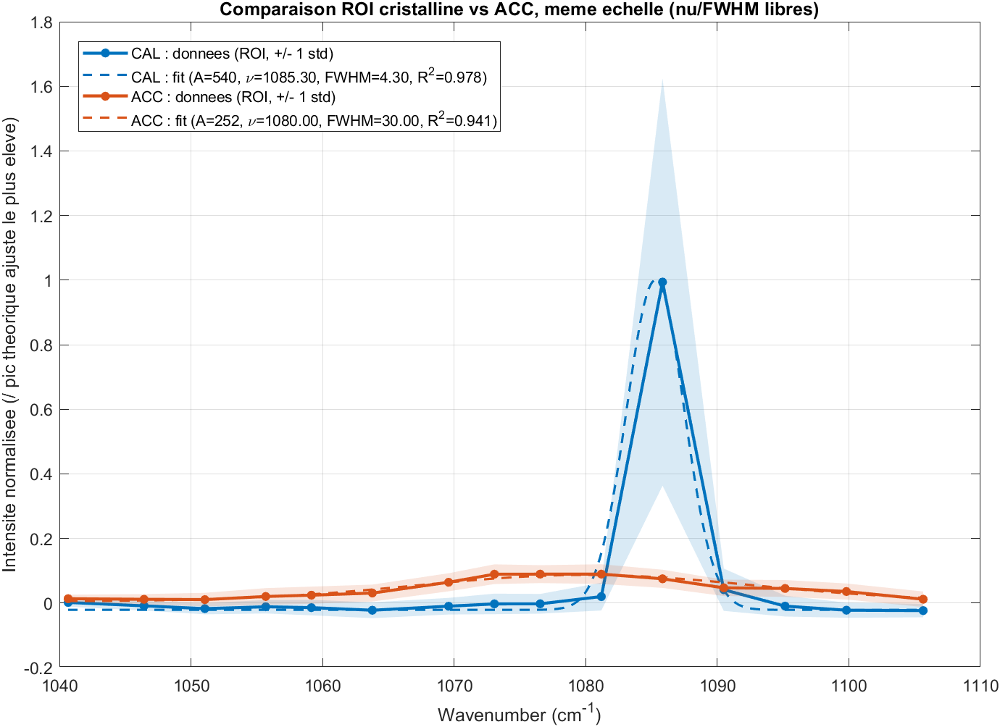 Comparaison ROI cristalline vs ACC, meme echelle (nu/FWHM libres)
CAL : donnees (ROI, +/- 1 std)
CAL : fit (A=540, ν=1085.30, FWHM=4.30, R²=0.978)
ACC : donnees (ROI, +/- 1 std)
ACC : fit (A=252, ν=1080.00, FWHM=30.00, R²=0.941)
Intensite normalisee (/ pic theorique ajuste le plus eleve)
1.8
1.6
1.4
1.2
1
0.8
0.6
0.4
0.2
0
-0.2
1040
1050
1060
1070
1080
1090
1100
1110
Wavenumber (cm⁻¹)